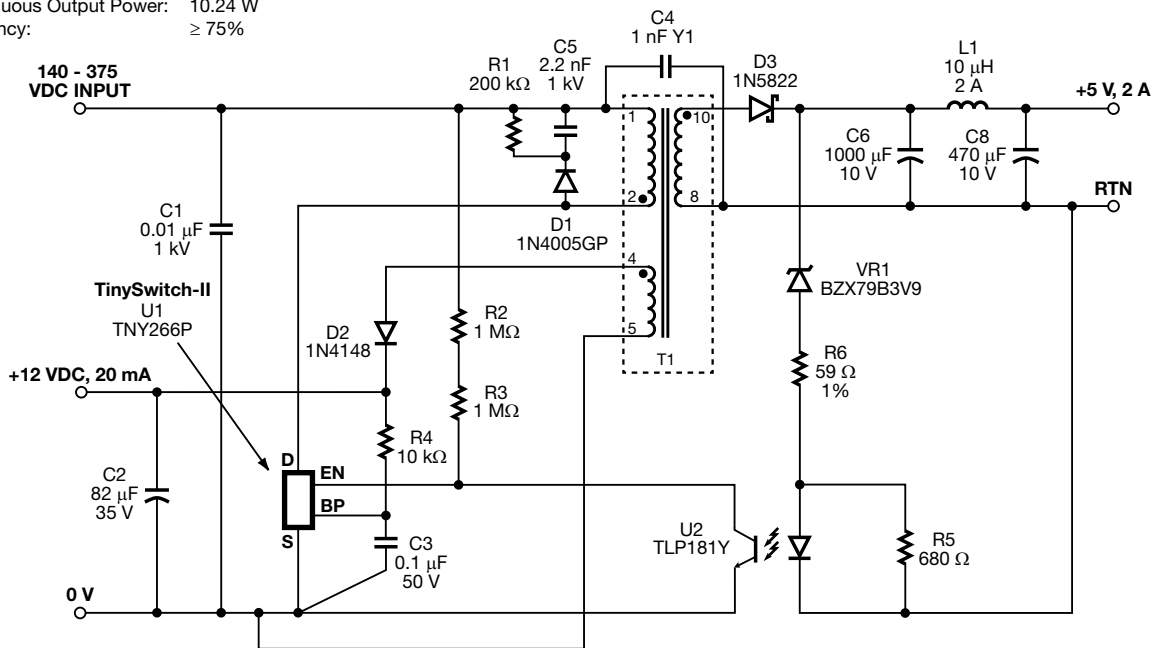 uous Output Power: 10.24 W
ncy: ≥ 75%
140 - 375
VDC INPUT
R1
200 kΩ
C5
2.2 nF
1 kV
C4
1 nF Y1
D3
1N5822
L1
10 μH
2 A
+5 V, 2 A
1
10
C6
1000 μF
10 V
C8
470 μF
10 V
2
8
RTN
C1
0.01 μF
1 kV
D1
1N4005GP
4
5
T1
TinySwitch-II
U1
TNY266P
D2
1N4148
R2
1 MΩ
VR1
BZX79B3V9
+12 VDC, 20 mA
R3
1 MΩ
R6
59 Ω
1%
R4
10 kΩ
C2
82 μF
35 V
D
EN
BP
S
C3
0.1 μF
50 V
U2
TLP181Y
R5
680 Ω
0 V